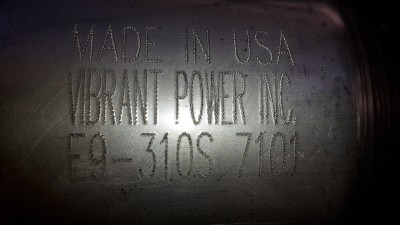 MADE IN USA
VIBRANT POWER INC.
E9-310S 7101